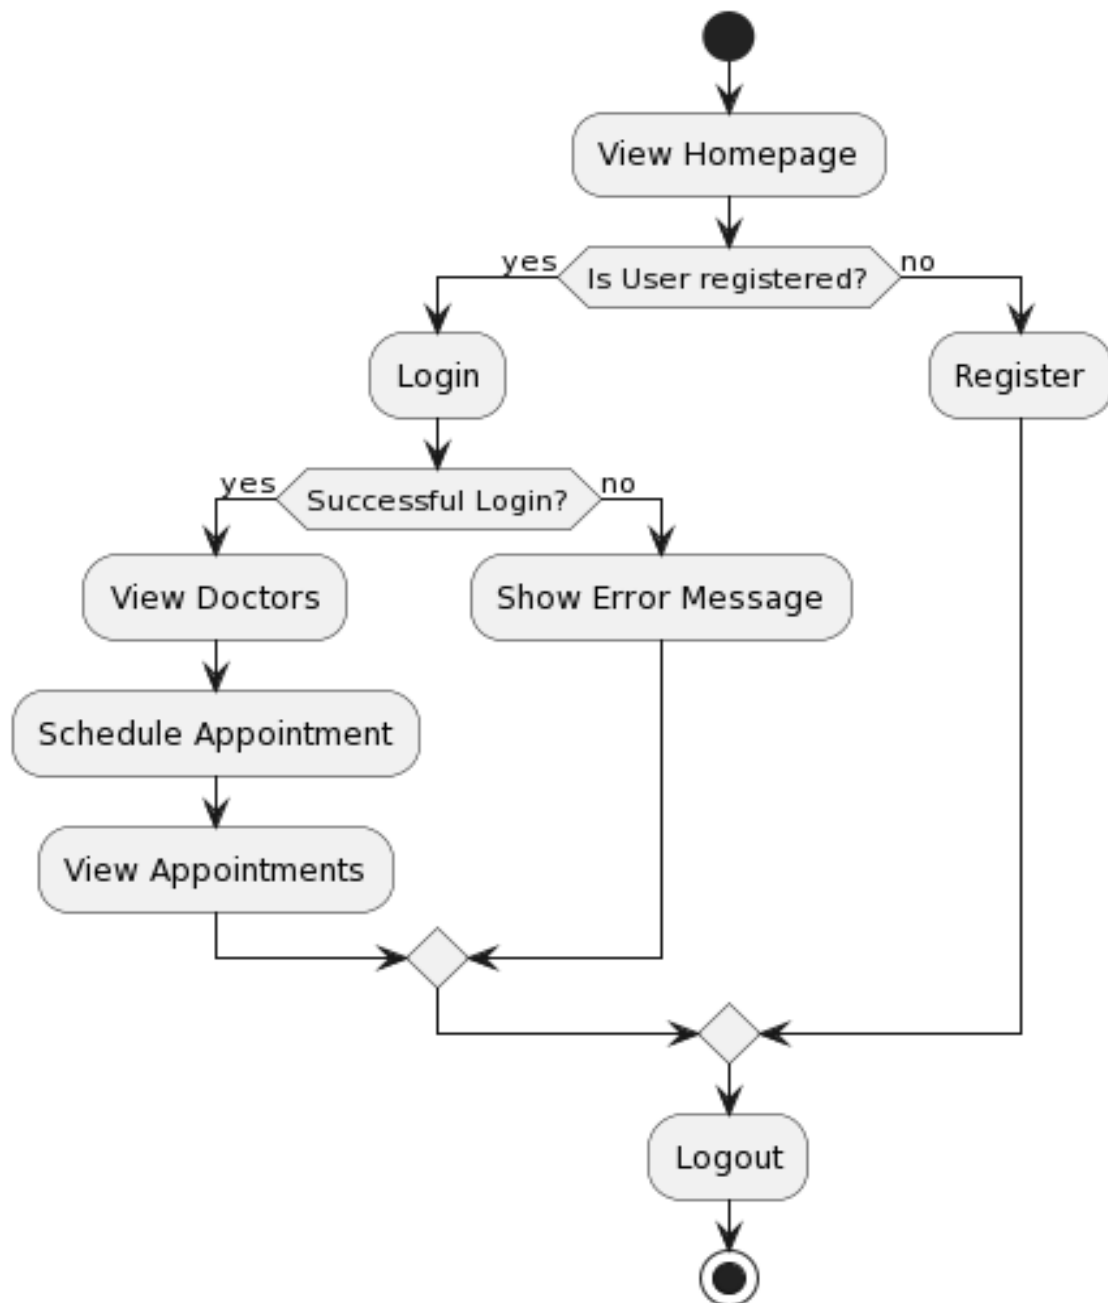 View Homepage
yes
Is User registered?
no
Login
Register
yes
Successful Login?
no
View Doctors
Show Error Message
Schedule Appointment
View Appointments
Logout